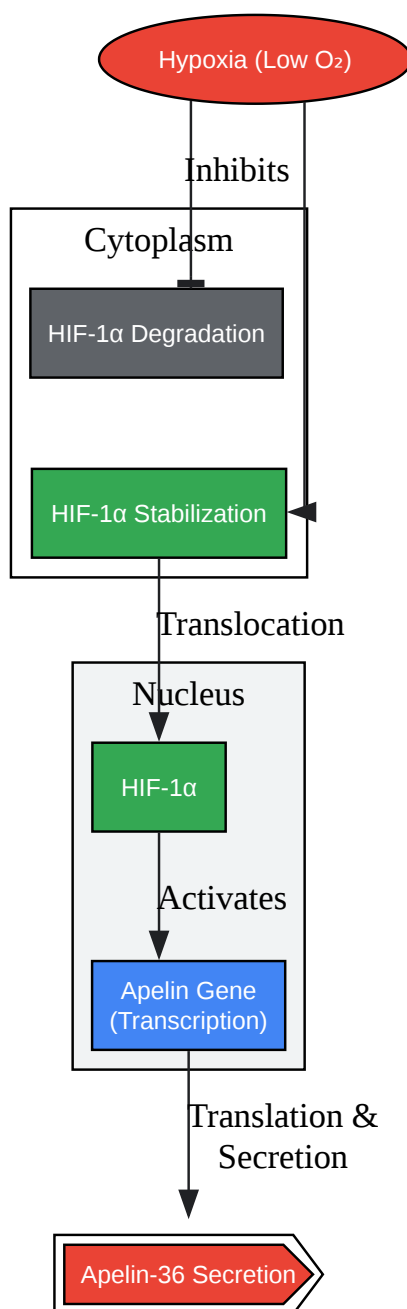 Hypoxia (Low O₂)
Inhibits
Cytoplasm
HIF-1α Degradation
HIF-1α Stabilization
Translocation
Nucleus
HIF-1α
Activates
Apelin Gene
(Transcription)
Translation &
Secretion
Apelin-36 Secretion